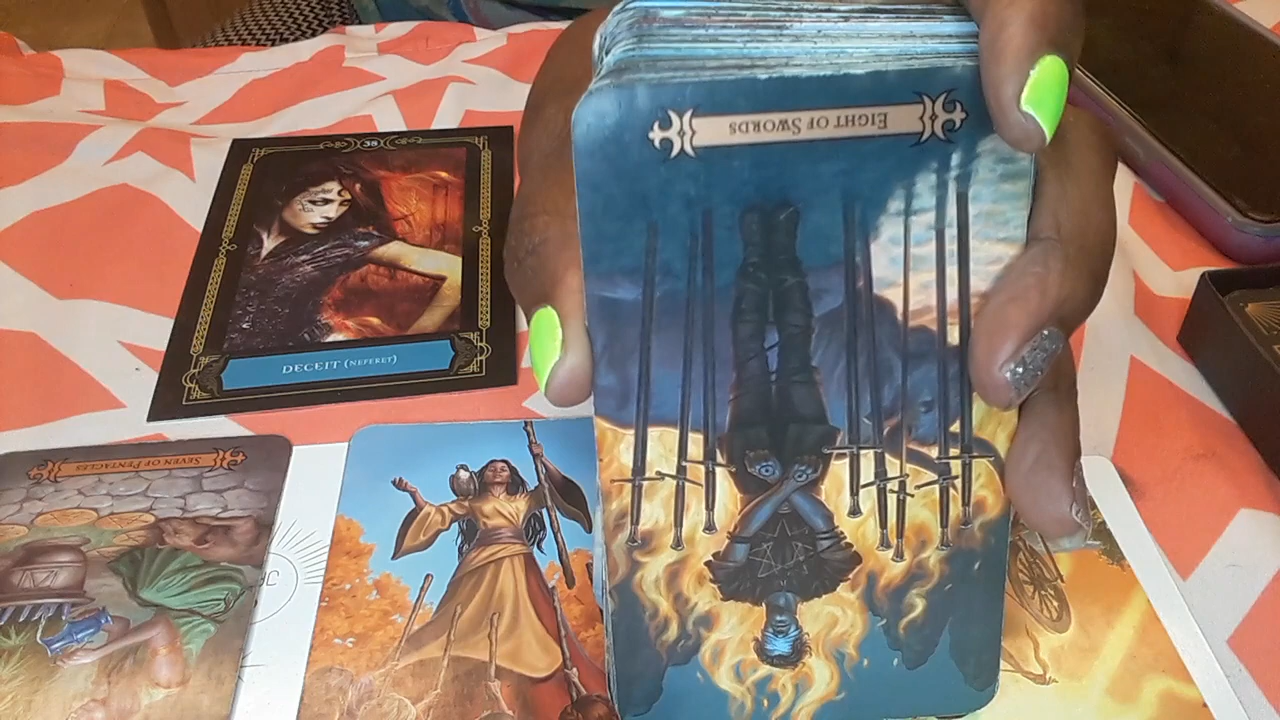 EIGHT OF SWORDS
38
DECEIT (NEFERET)
SEVEN OF PENTACLES